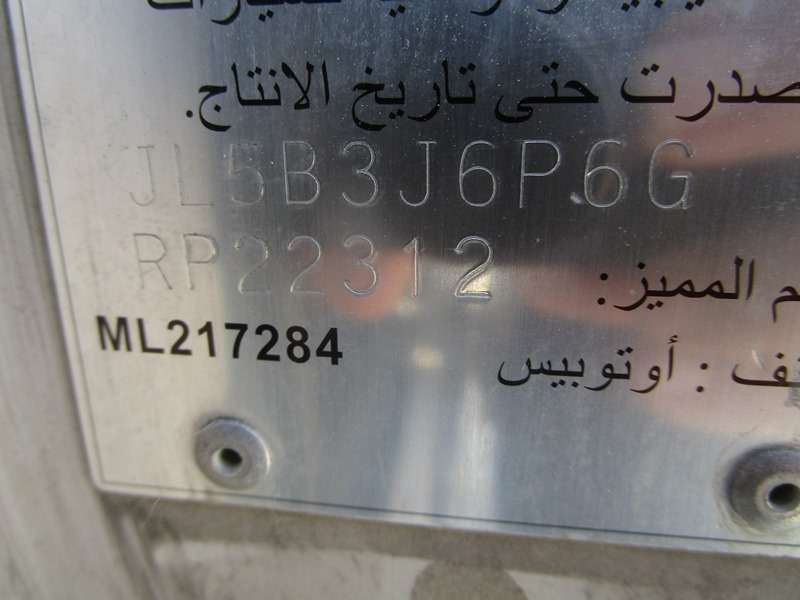 صدرت حتى تاريخ الانتاج.
JL5B3J6P6G
RP22312
المميز:
ML217284
: أوتوبيس